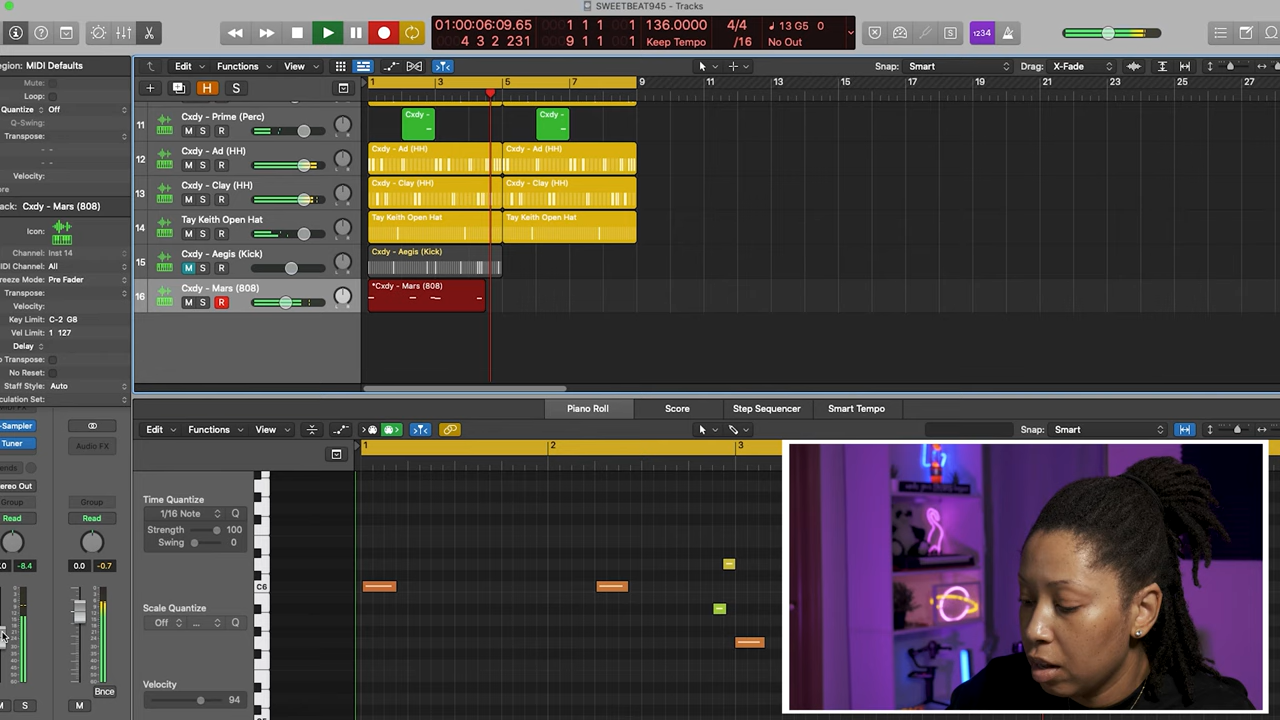 SWEETBEAT945 - Tracks
01:00:06:09.65
4 3 2 231
1 1 1 1
9 1 1 1
136.0000
Keep Tempo
4/4
/16
13 G5 0
No Out
1234
Region: MIDI Defaults
Mute:
Loop:
Quantize Off
Q-Swing:
Transpose:
Velocity:
Cxdy - Mars (808)
Icon:
Channel: Inst 14
MIDI Channel: All
Freeze Mode: Pre Fader
Transpose:
Velocity:
Key Limit: C-2 G8
Vel Limit: 1 127
Delay
No Transpose:
No Reset:
Staff Style: Auto
Edit Functions View
Snap: Smart
Drag: X-Fade
H S
1 3 5 7 9 11 13 15 17 19 21 23 25 27
11 Cxdy - Prime (Perc)
M S R
Cxdy -
Cxdy -
12 Cxdy - Ad (HH)
M S R
Cxdy - Ad (HH)
Cxdy - Ad (HH)
13 Cxdy - Clay (HH)
M S R
Cxdy - Clay (HH)
Cxdy - Clay (HH)
14 Tay Keith Open Hat
M S R
Tay Keith Open Hat
Tay Keith Open Hat
15 Cxdy - Aegis (Kick)
M S R
Cxdy - Aegis (Kick)
16 Cxdy - Mars (808)
M S R
*Cxdy - Mars (808)
Piano Roll Score Step Sequencer Smart Tempo
Edit Functions View
Snap: Smart
1 2 3
Time Quantize
1/16 Note Q
Strength 100
Swing 0
C6
Scale Quantize
Off ... Q
Velocity 94
Sampler
Tuner
Audio FX
Stereo Out
Group Group
Read Read
-8.4
0.0 -0.7
Bnce
S M